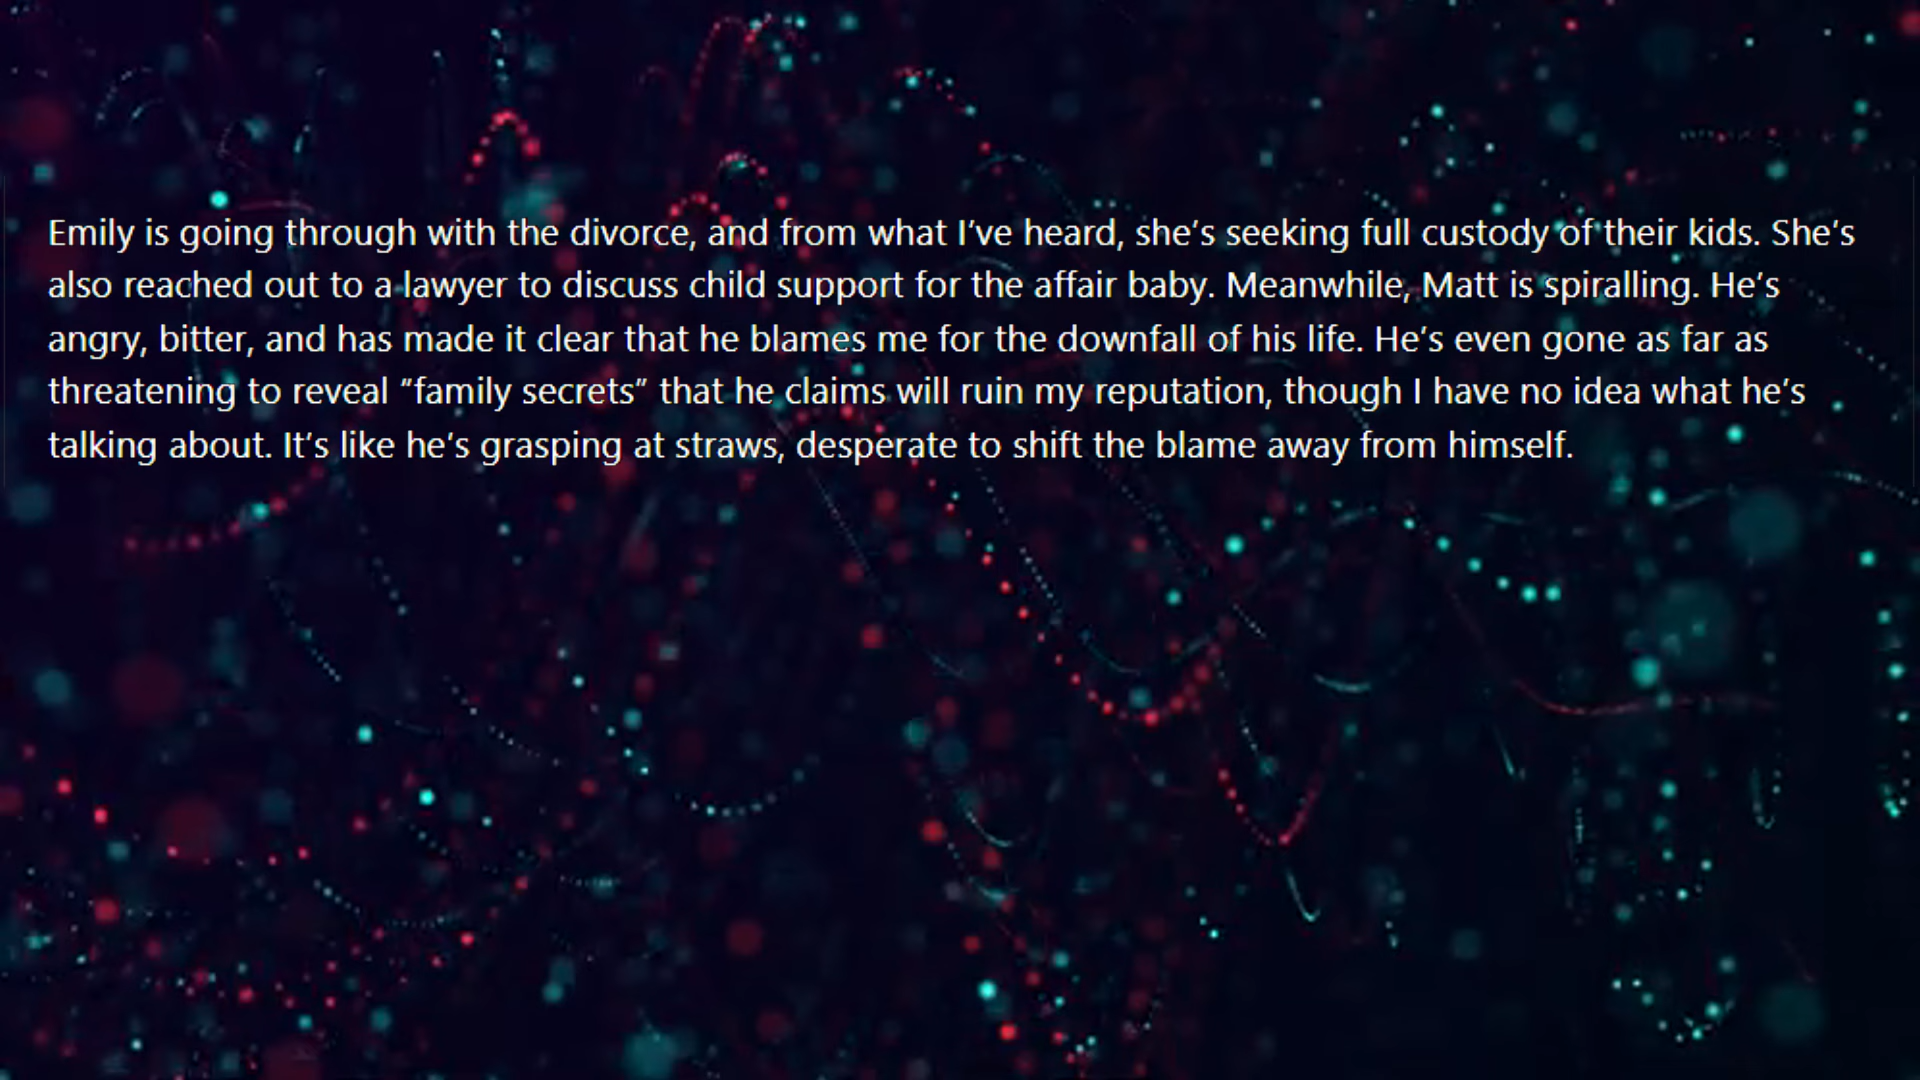 Emily is going through with the divorce, and from what I’ve heard, she’s seeking full custody of their kids. She’s
also reached out to a lawyer to discuss child support for the affair baby. Meanwhile, Matt is spiralling. He’s
angry, bitter, and has made it clear that he blames me for the downfall of his life. He’s even gone as far as
threatening to reveal “family secrets” that he claims will ruin my reputation, though I have no idea what he’s
talking about. It’s like he’s grasping at straws, desperate to shift the blame away from himself.